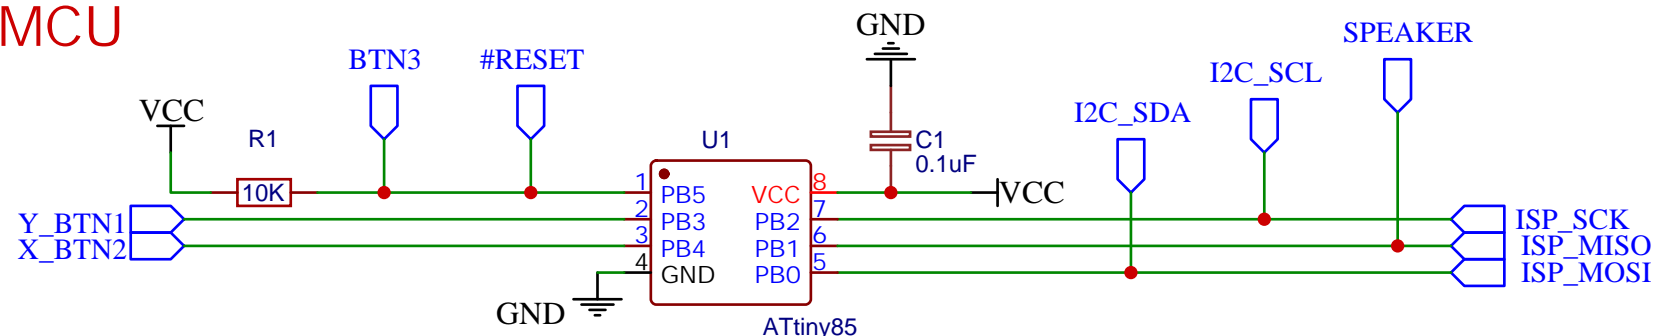 MCU
GND
SPEAKER
BTN3
#RESET
I2C_SCL
VCC
I2C_SDA
R1
U1
C1
0.1uF
10K
1
PB5
VCC
8
VCC
Y_BTN1
2
PB3
PB2
7
ISP_SCK
X_BTN2
3
PB4
PB1
6
ISP_MISO
4
GND
PB0
5
ISP_MOSI
GND
ATtiny85